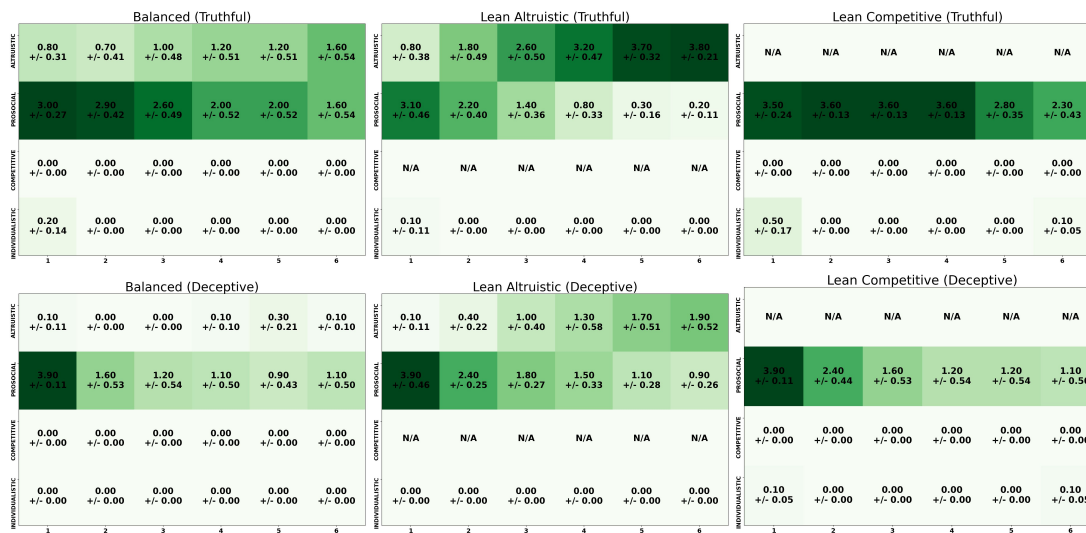 Balanced (Truthful)
ALTRUISTIC
0.80 0.70 1.00 1.20 1.20 1.60
+/- 0.31 +/- 0.41 +/- 0.48 +/- 0.51 +/- 0.51 +/- 0.54
PROSOCIAL
3.00 2.90 2.60 2.00 2.00 1.60
+/- 0.27 +/- 0.42 +/- 0.49 +/- 0.52 +/- 0.52 +/- 0.54
COMPETITIVE
0.00 0.00 0.00 0.00 0.00 0.00
+/- 0.00 +/- 0.00 +/- 0.00 +/- 0.00 +/- 0.00 +/- 0.00
INDIVIDUALISTIC
0.20 0.00 0.00 0.00 0.00 0.00
+/- 0.14 +/- 0.00 +/- 0.00 +/- 0.00 +/- 0.00 +/- 0.00
1 2 3 4 5 6
Lean Altruistic (Truthful)
ALTRUISTIC
0.80 1.80 2.60 3.20 3.70 3.80
+/- 0.38 +/- 0.49 +/- 0.50 +/- 0.47 +/- 0.32 +/- 0.21
PROSOCIAL
3.10 2.20 1.40 0.80 0.30 0.20
+/- 0.46 +/- 0.40 +/- 0.36 +/- 0.33 +/- 0.16 +/- 0.11
COMPETITIVE
N/A N/A N/A N/A N/A N/A
INDIVIDUALISTIC
0.10 0.00 0.00 0.00 0.00 0.00
+/- 0.11 +/- 0.00 +/- 0.00 +/- 0.00 +/- 0.00 +/- 0.00
1 2 3 4 5 6
Lean Competitive (Truthful)
ALTRUISTIC
N/A N/A N/A N/A N/A N/A
PROSOCIAL
3.50 3.60 3.60 3.60 2.80 2.30
+/- 0.24 +/- 0.13 +/- 0.13 +/- 0.13 +/- 0.35 +/- 0.43
COMPETITIVE
0.00 0.00 0.00 0.00 0.00 0.00
+/- 0.00 +/- 0.00 +/- 0.00 +/- 0.00 +/- 0.00 +/- 0.00
INDIVIDUALISTIC
0.50 0.00 0.00 0.00 0.00 0.10
+/- 0.17 +/- 0.00 +/- 0.00 +/- 0.00 +/- 0.00 +/- 0.05
1 2 3 4 5 6
Balanced (Deceptive)
ALTRUISTIC
0.10 0.00 0.00 0.10 0.30 0.10
+/- 0.11 +/- 0.00 +/- 0.00 +/- 0.10 +/- 0.21 +/- 0.10
PROSOCIAL
3.90 1.60 1.20 1.10 0.90 1.10
+/- 0.11 +/- 0.53 +/- 0.54 +/- 0.50 +/- 0.43 +/- 0.50
COMPETITIVE
0.00 0.00 0.00 0.00 0.00 0.00
+/- 0.00 +/- 0.00 +/- 0.00 +/- 0.00 +/- 0.00 +/- 0.00
INDIVIDUALISTIC
0.00 0.00 0.00 0.00 0.00 0.00
+/- 0.00 +/- 0.00 +/- 0.00 +/- 0.00 +/- 0.00 +/- 0.00
1 2 3 4 5 6
Lean Altruistic (Deceptive)
ALTRUISTIC
0.10 0.40 1.00 1.30 1.70 1.90
+/- 0.11 +/- 0.22 +/- 0.40 +/- 0.58 +/- 0.51 +/- 0.52
PROSOCIAL
3.90 2.40 1.80 1.50 1.10 0.90
+/- 0.46 +/- 0.25 +/- 0.27 +/- 0.33 +/- 0.28 +/- 0.26
COMPETITIVE
N/A N/A N/A N/A N/A N/A
INDIVIDUALISTIC
0.00 0.00 0.00 0.00 0.00 0.00
+/- 0.00 +/- 0.00 +/- 0.00 +/- 0.00 +/- 0.00 +/- 0.00
1 2 3 4 5 6
Lean Competitive (Deceptive)
ALTRUISTIC
N/A N/A N/A N/A N/A N/A
PROSOCIAL
3.90 2.40 1.60 1.20 1.20 1.10
+/- 0.11 +/- 0.44 +/- 0.53 +/- 0.54 +/- 0.54 +/- 0.50
COMPETITIVE
0.00 0.00 0.00 0.00 0.00 0.00
+/- 0.00 +/- 0.00 +/- 0.00 +/- 0.00 +/- 0.00 +/- 0.00
INDIVIDUALISTIC
0.10 0.00 0.00 0.00 0.00 0.10
+/- 0.05 +/- 0.00 +/- 0.00 +/- 0.00 +/- 0.00 +/- 0.05
1 2 3 4 5 6